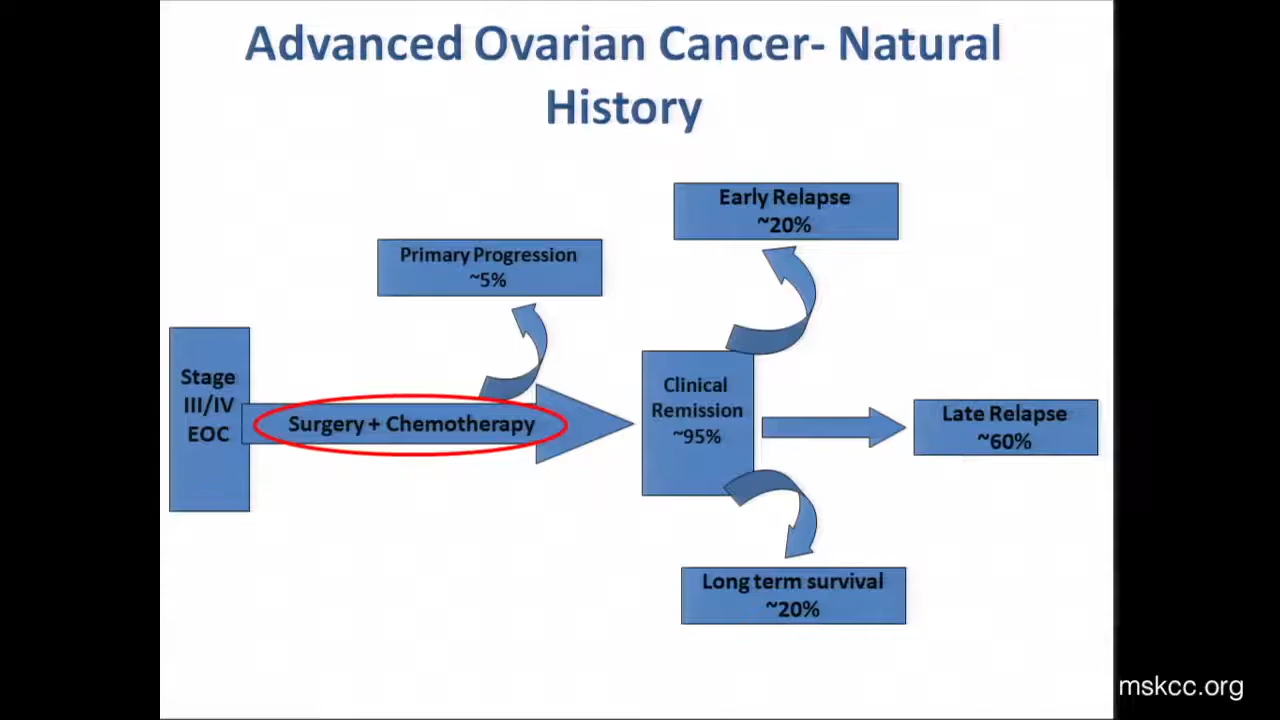 Advanced Ovarian Cancer- Natural
History
Early Relapse
~20%
Primary Progression
~5%
Stage
III/IV
EOC
Surgery + Chemotherapy
Clinical
Remission
~95%
Late Relapse
~60%
Long term survival
~20%
mskcc.org